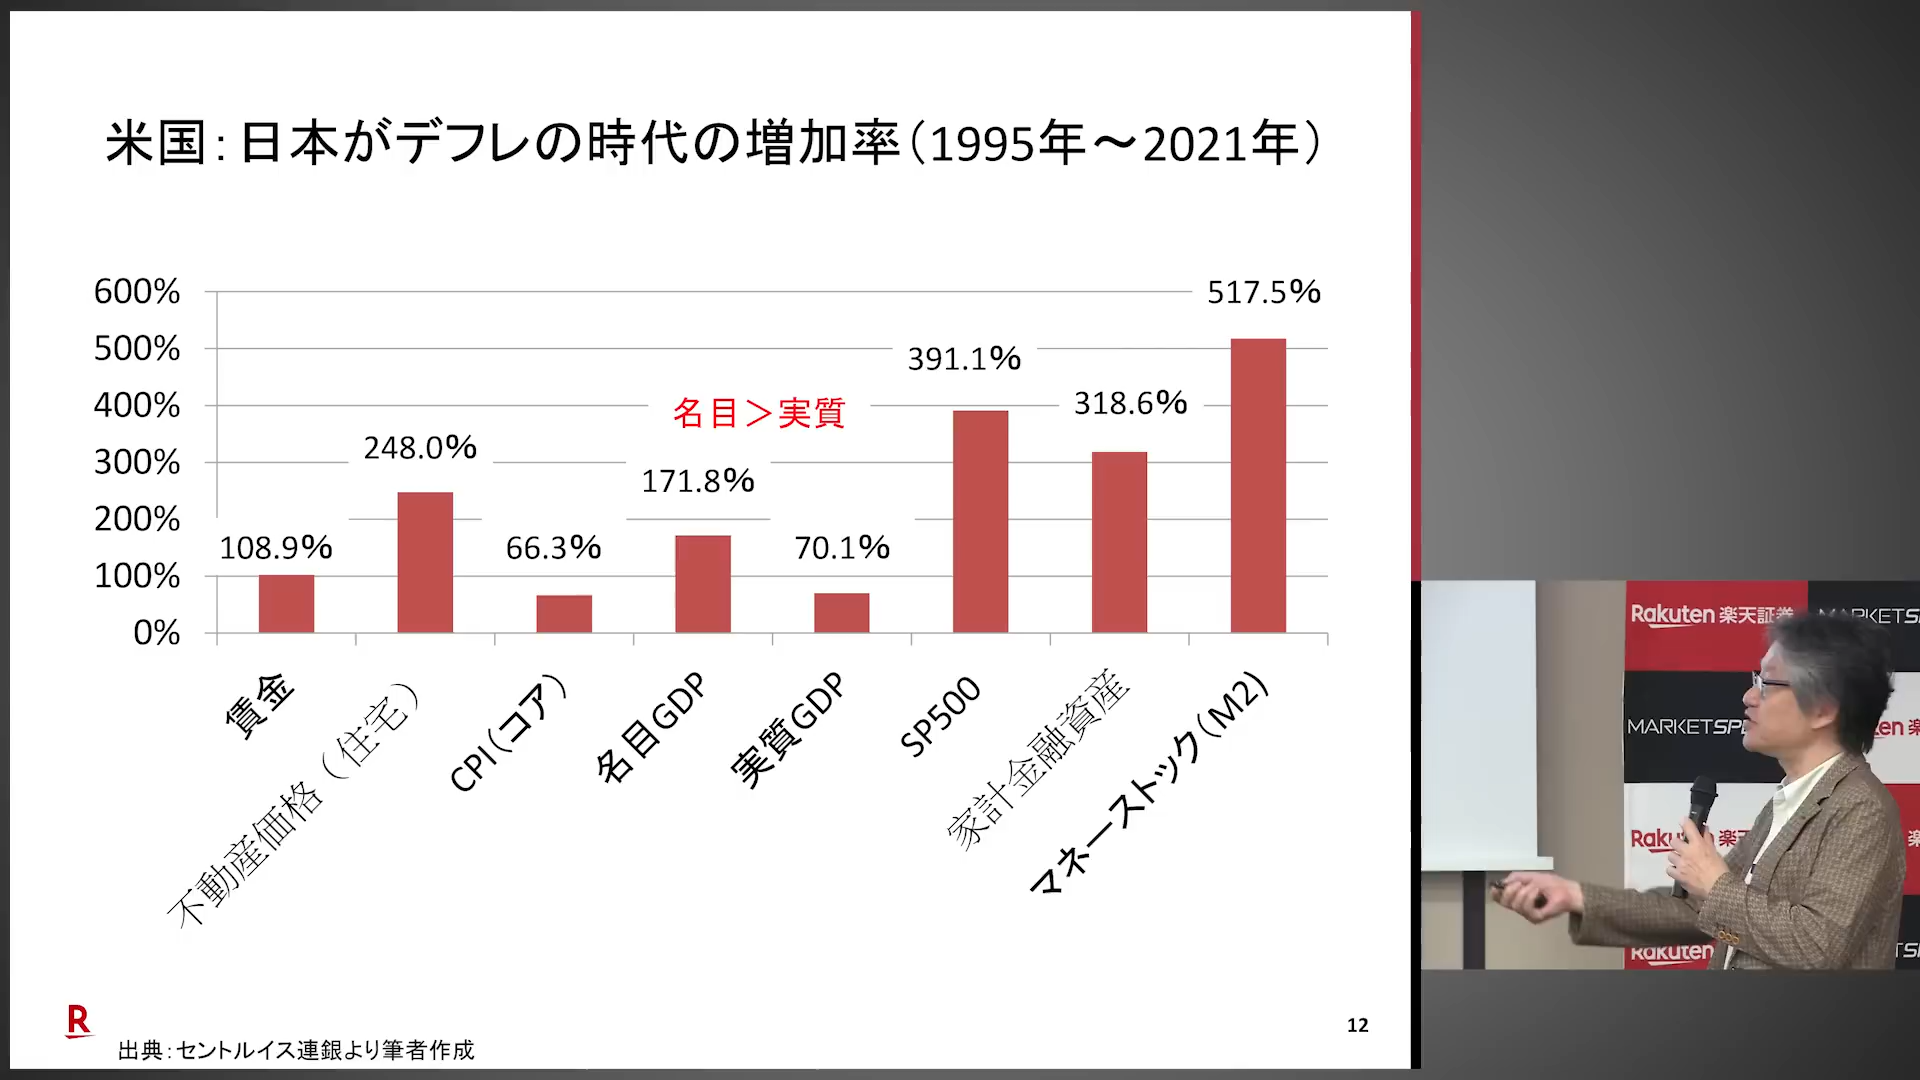 米国：日本がデフレの時代の増加率（1995年～2021年）
600%
500%
400%
300%
200%
100%
0%
108.9%
248.0%
66.3%
171.8%
70.1%
391.1%
318.6%
517.5%
名目＞実質
賃金
不動産価格（住宅）
CPI（コア）
名目GDP
実質GDP
SP500
家計金融資産
マネーストック（M2）
R
出典：セントルイス連銀より筆者作成
12
Rakuten 楽天証券
MARKETS
MARKETSPE
Rakuten